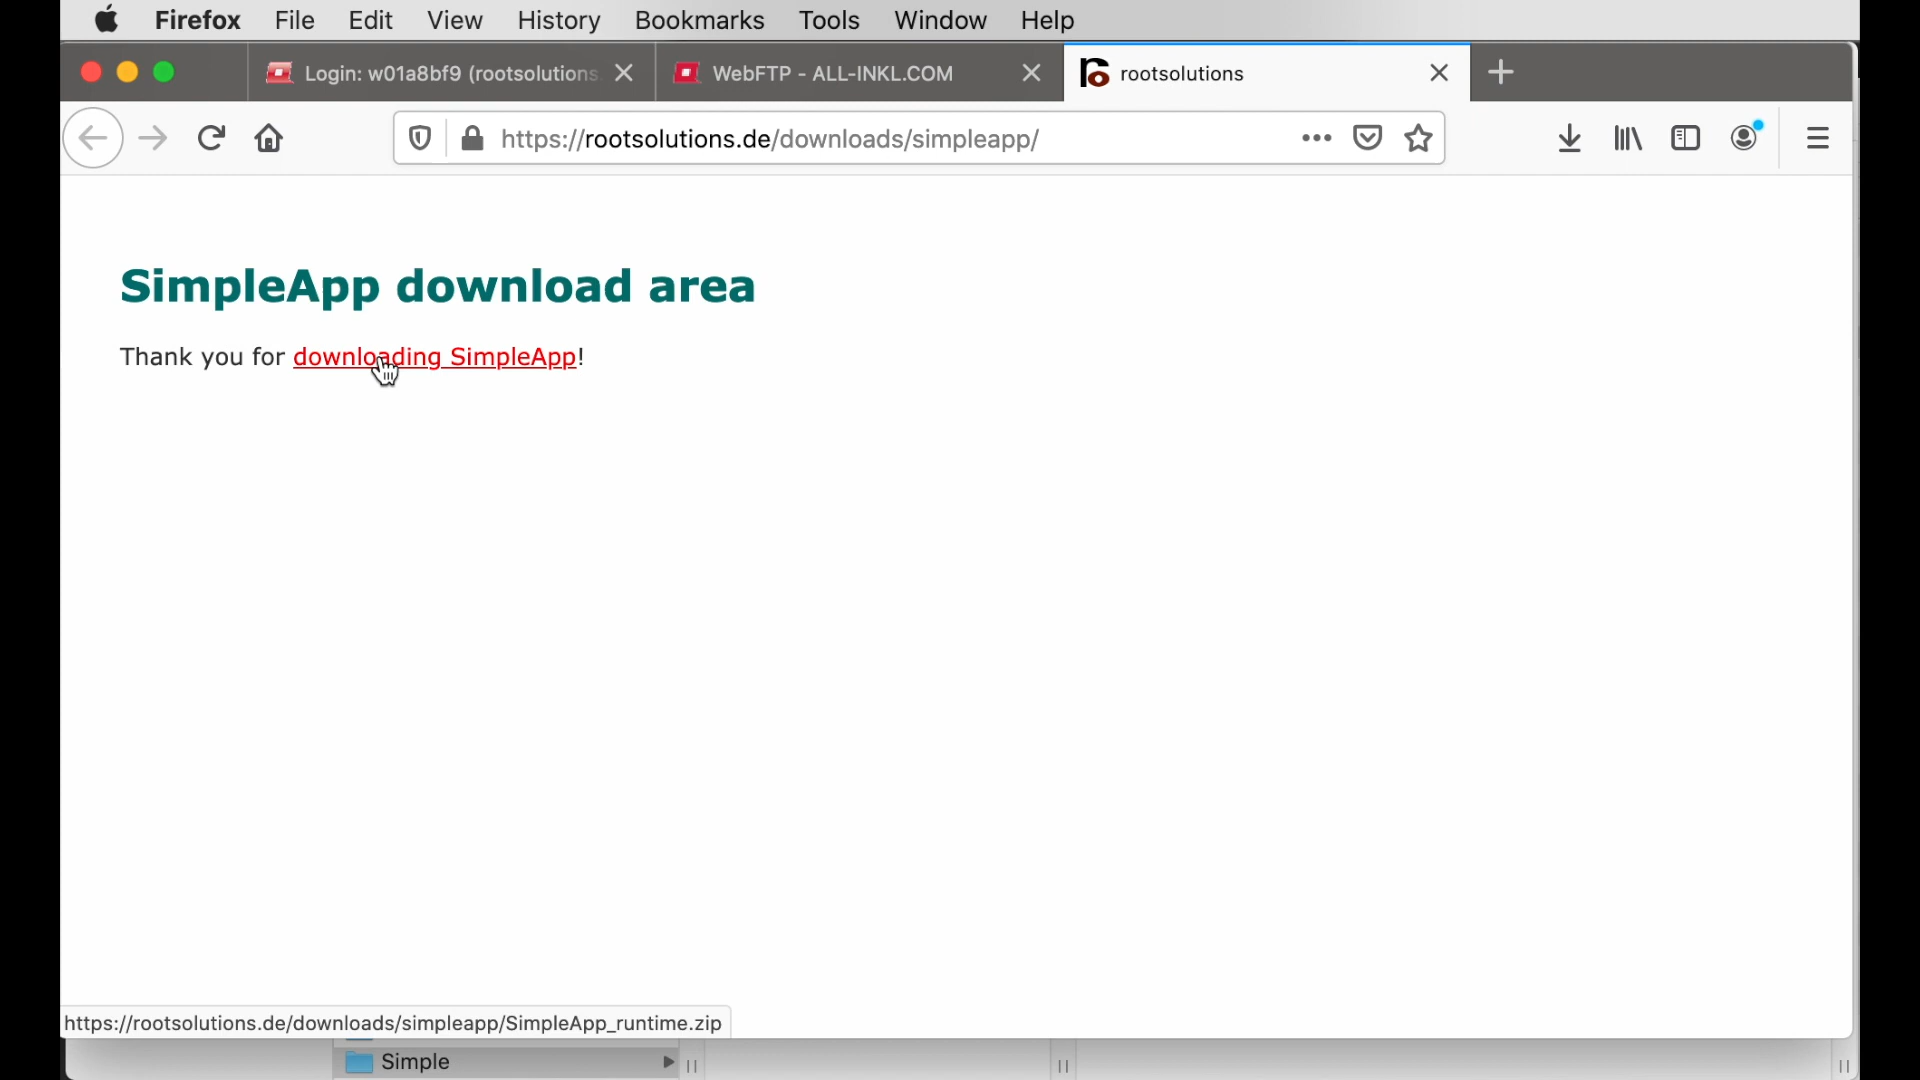 Firefox File Edit View History Bookmarks Tools Window Help
Login: w01a8bf9 (rootsolutions
WebFTP - ALL-INKL.COM
rootsolutions
https://rootsolutions.de/downloads/simpleapp/
SimpleApp download area
Thank you for downloading SimpleApp!
https://rootsolutions.de/downloads/simpleapp/SimpleApp_runtime.zip
Simple